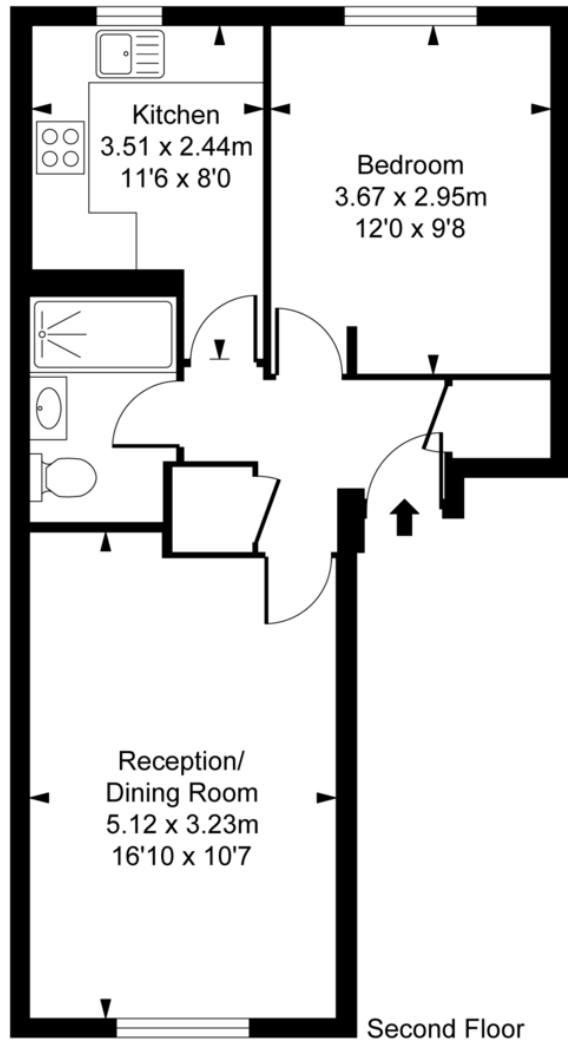 Kitchen
3.51 x 2.44m
11'6 x 8'0
Bedroom
3.67 x 2.95m
12'0 x 9'8
Reception/
Dining Room
5.12 x 3.23m
16'10 x 10'7
Second Floor